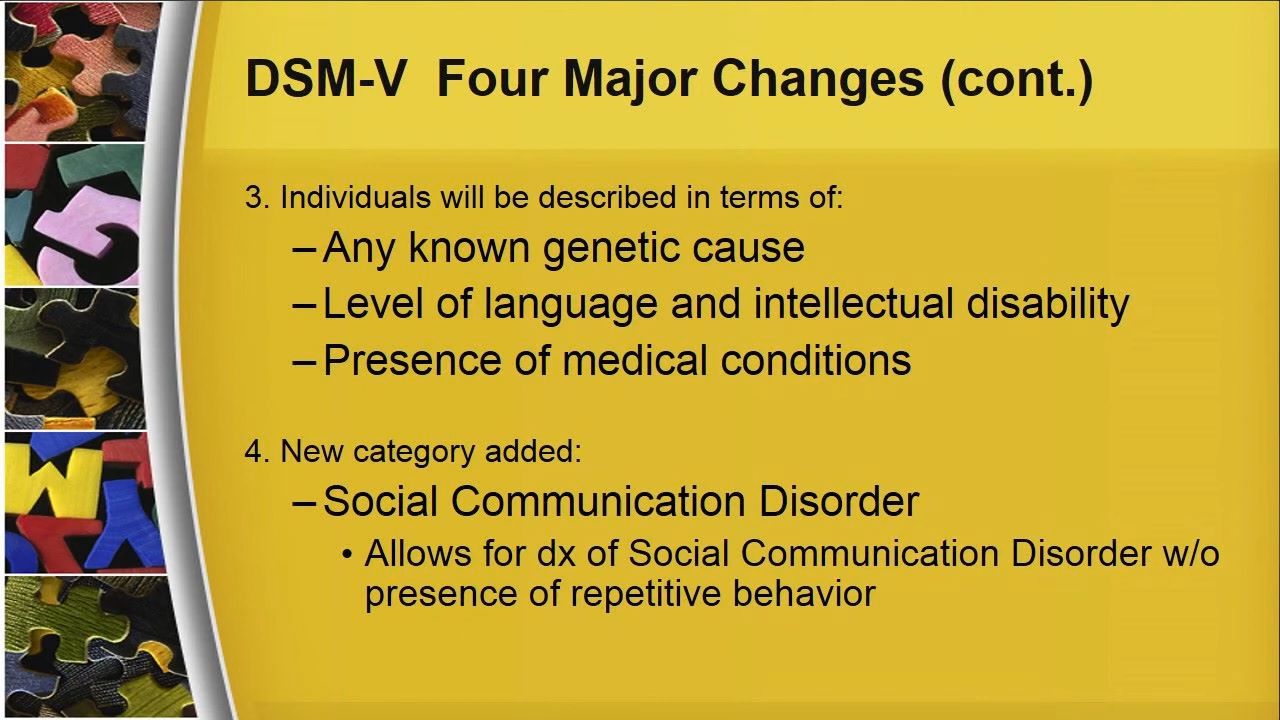 DSM-V  Four Major Changes (cont.)
3. Individuals will be described in terms of:
–Any known genetic cause
–Level of language and intellectual disability
–Presence of medical conditions
4. New category added:
–Social Communication Disorder
• Allows for dx of Social Communication Disorder w/o
presence of repetitive behavior